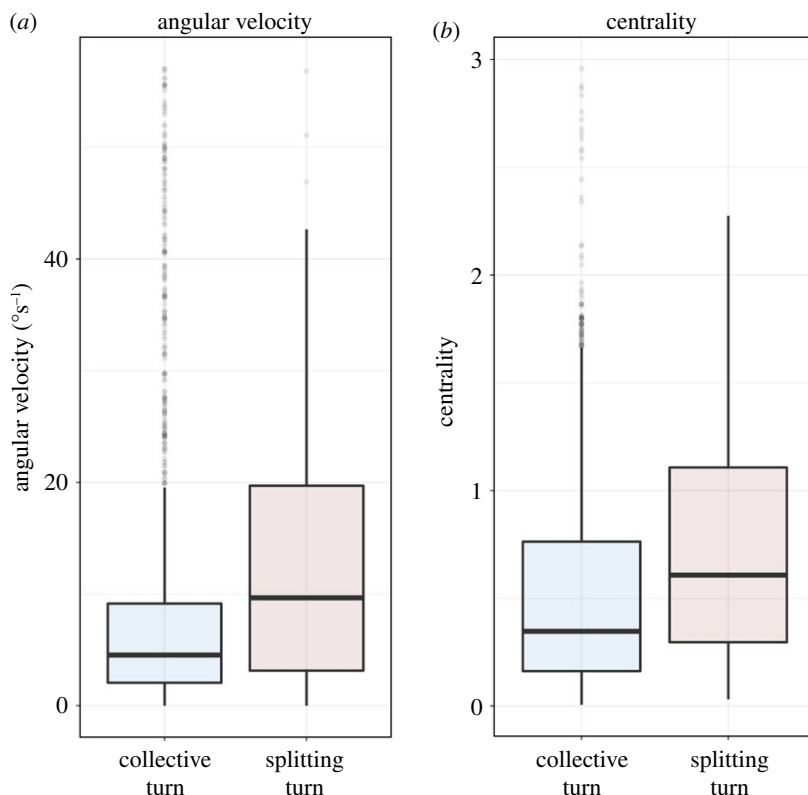 (a)
angular velocity
angular velocity (°s⁻¹)
40
20
0
collective
turn
splitting
turn
(b)
centrality
centrality
3
2
1
0
collective
turn
splitting
turn